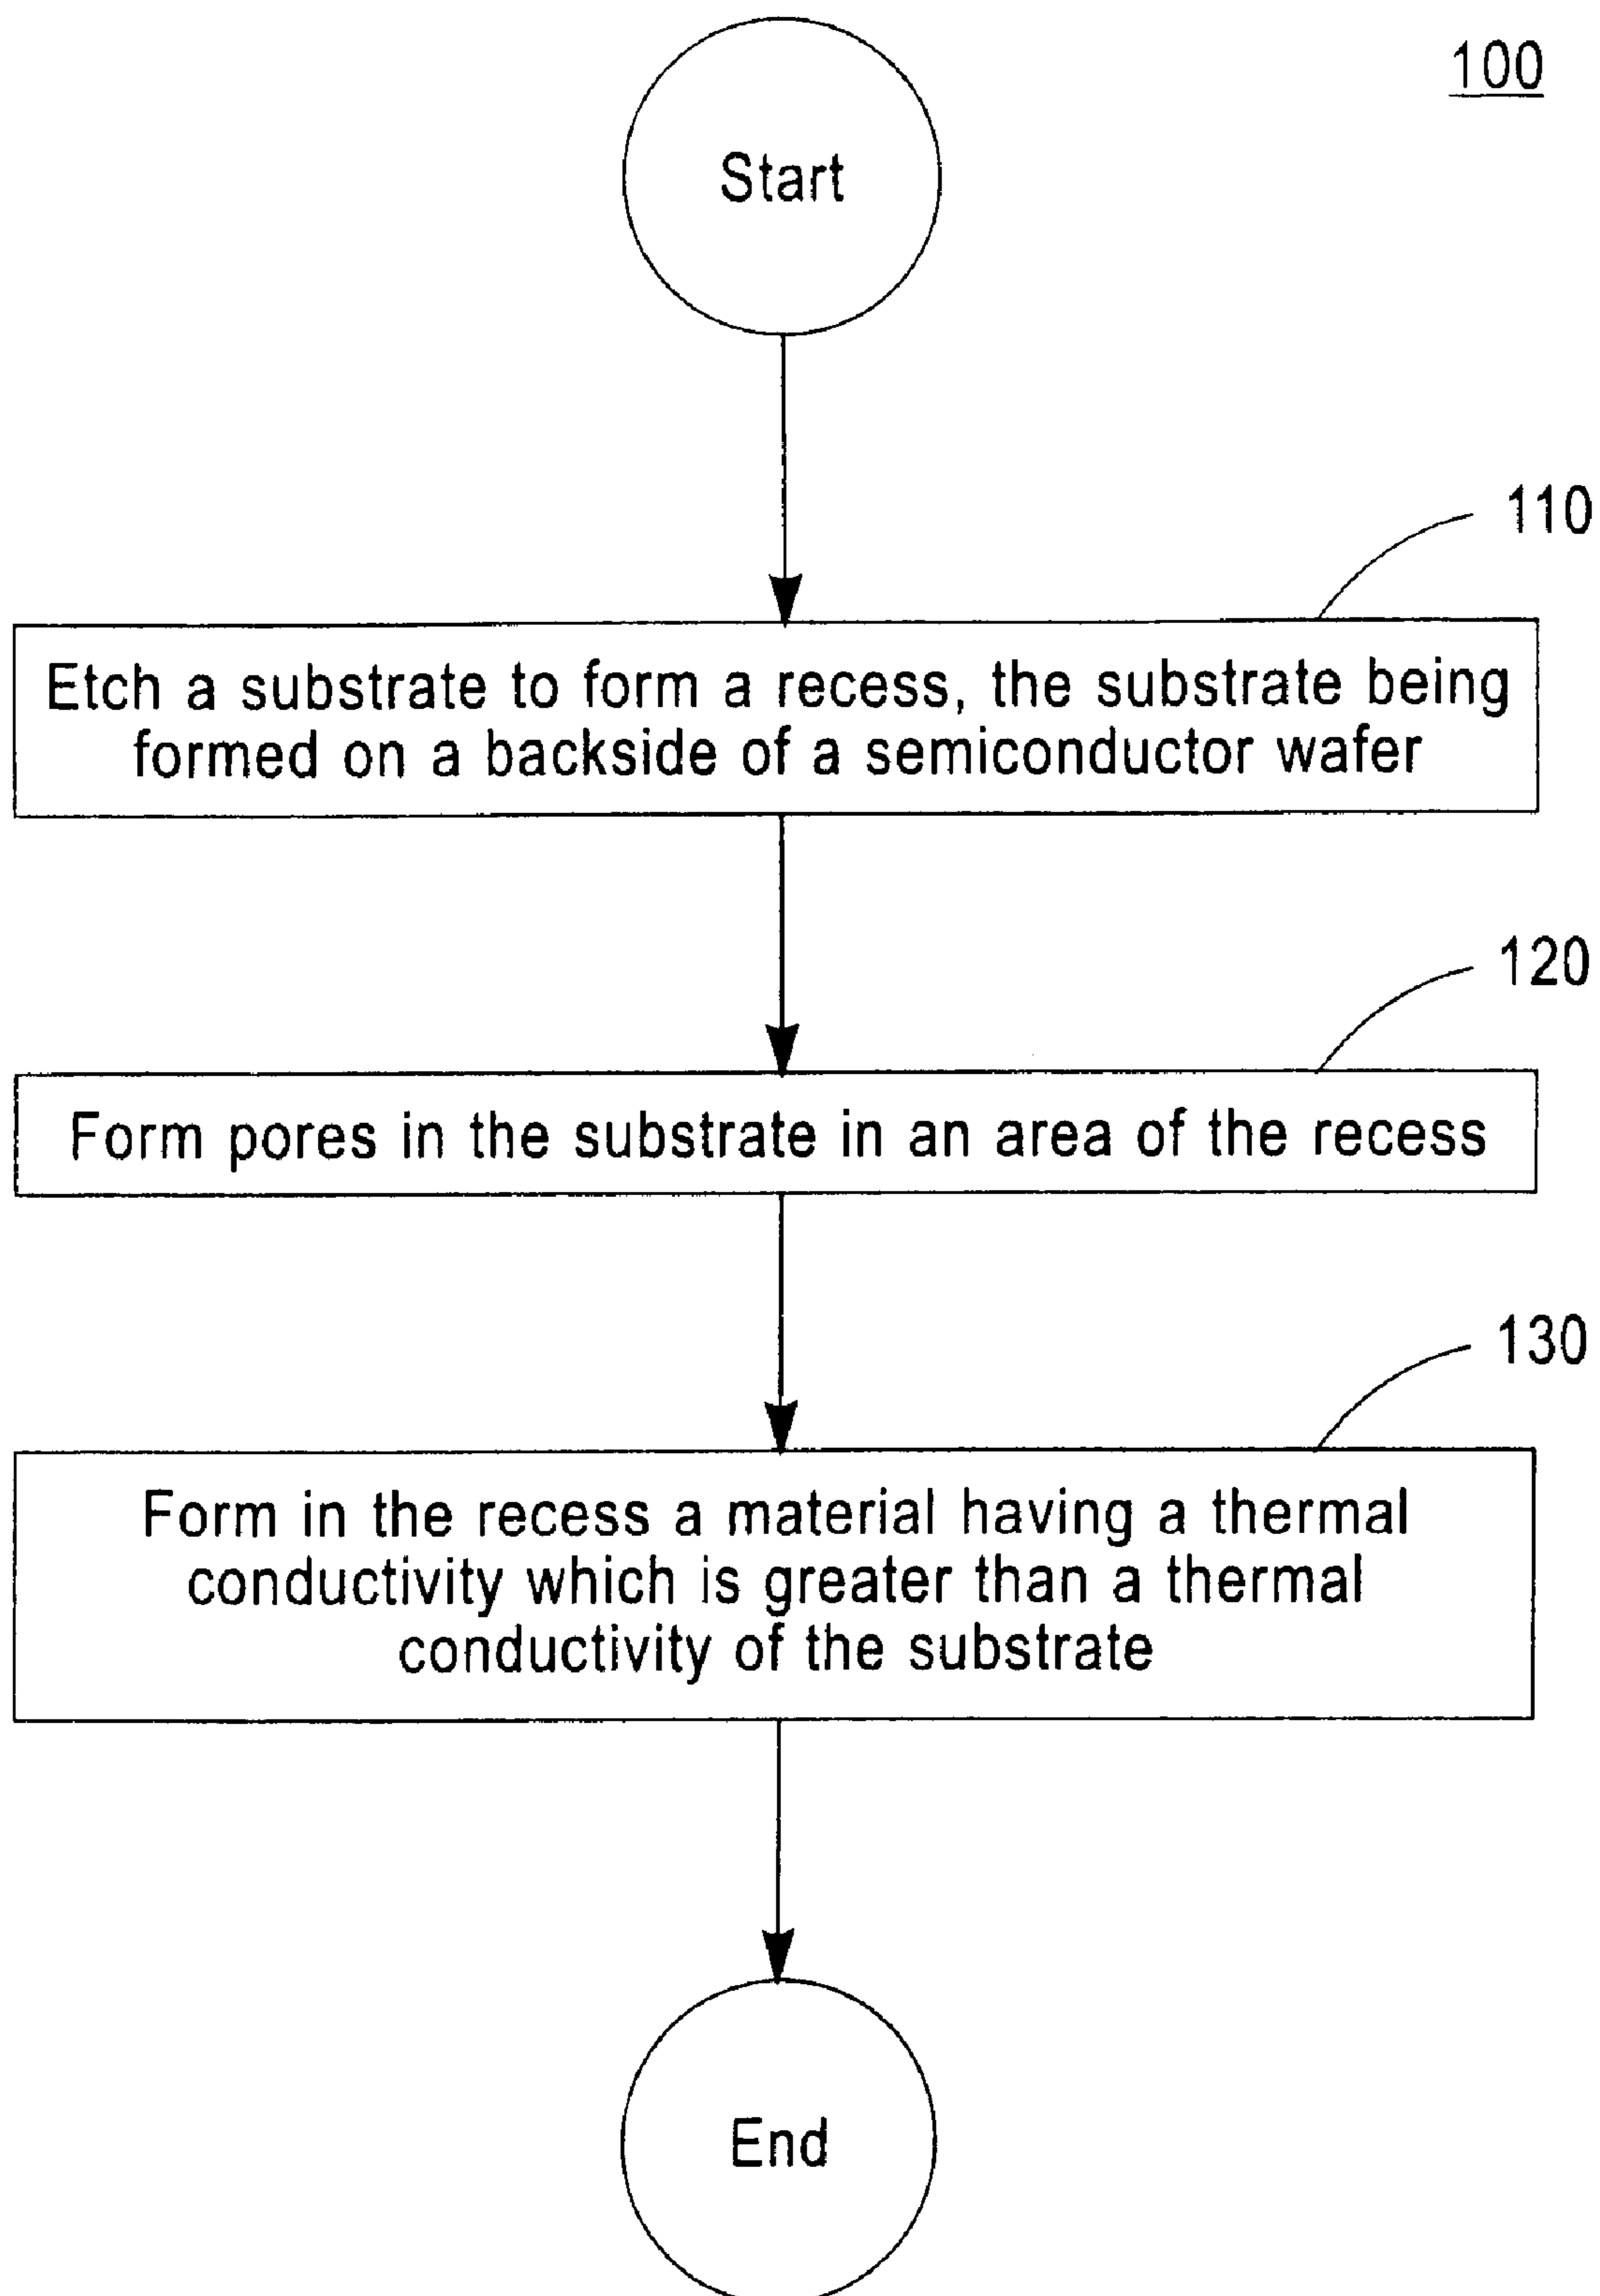 100
Start
110
Etch a substrate to form a recess, the substrate being
formed on a backside of a semiconductor wafer
120
Form pores in the substrate in an area of the recess
130
Form in the recess a material having a thermal
conductivity which is greater than a thermal
conductivity of the substrate
End